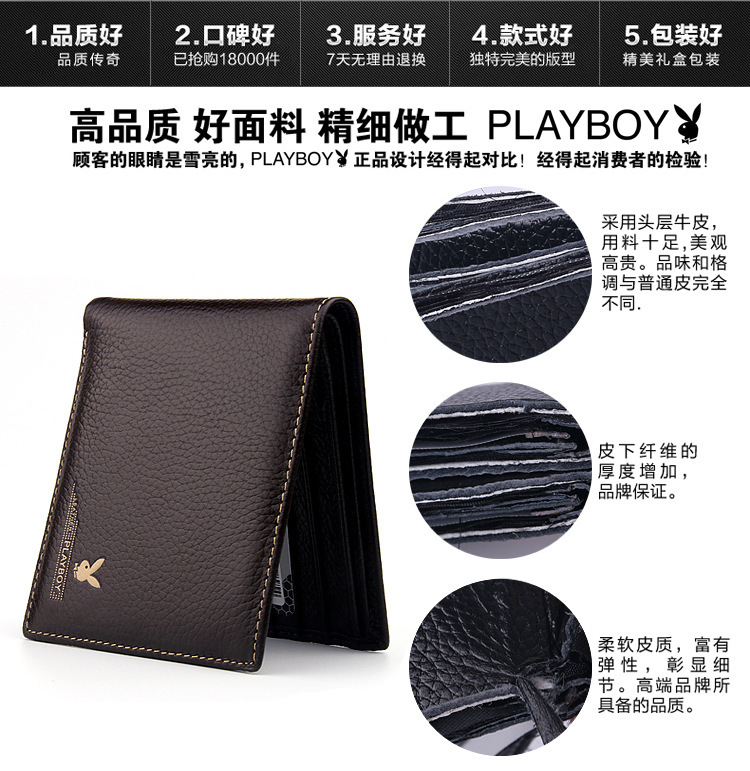 1.品质好
品质传奇
2.口碑好
已抢购18000件
3.服务好
7天无理由退换
4.款式好
独特完美的版型
5.包装好
精美礼盒包装
高品质 好面料 精细做工 PLAYBOY
顾客的眼睛是雪亮的, PLAYBOY 正品设计经得起对比! 经得起消费者的检验!
采用头层牛皮,
用料十足,美观
高贵。品味和格
调与普通皮完全
不同.
皮下纤维的
厚度增加,
品牌保证。
柔软皮质，富有
弹性，彰显细
节。高端品牌所
具备的品质。
PLAYBOY